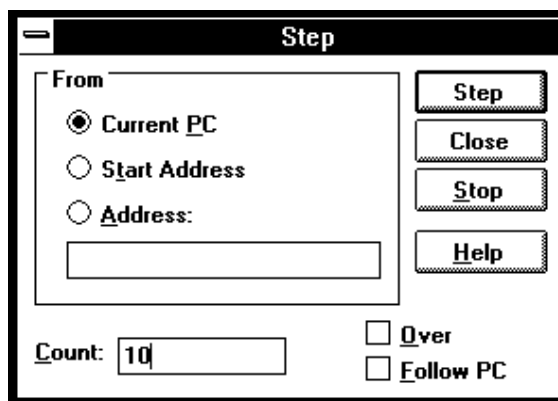 Step
From
Current PC
Start Address
Address:
Step
Close
Stop
Help
Count: 10
Over
Follow PC